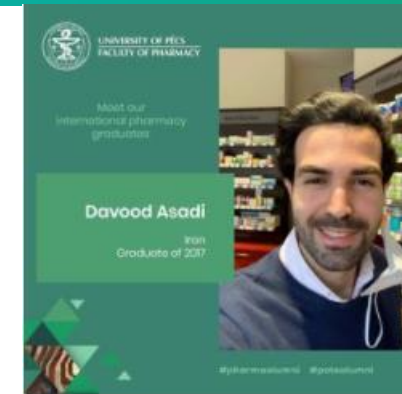 UNIVERSITY OF PÉCS
FACULTY OF PHARMACY
Meet our
international pharmacy
graduates
Davood Asadi
Iran
Graduate of 2017
#pharmaalumni #potealumni